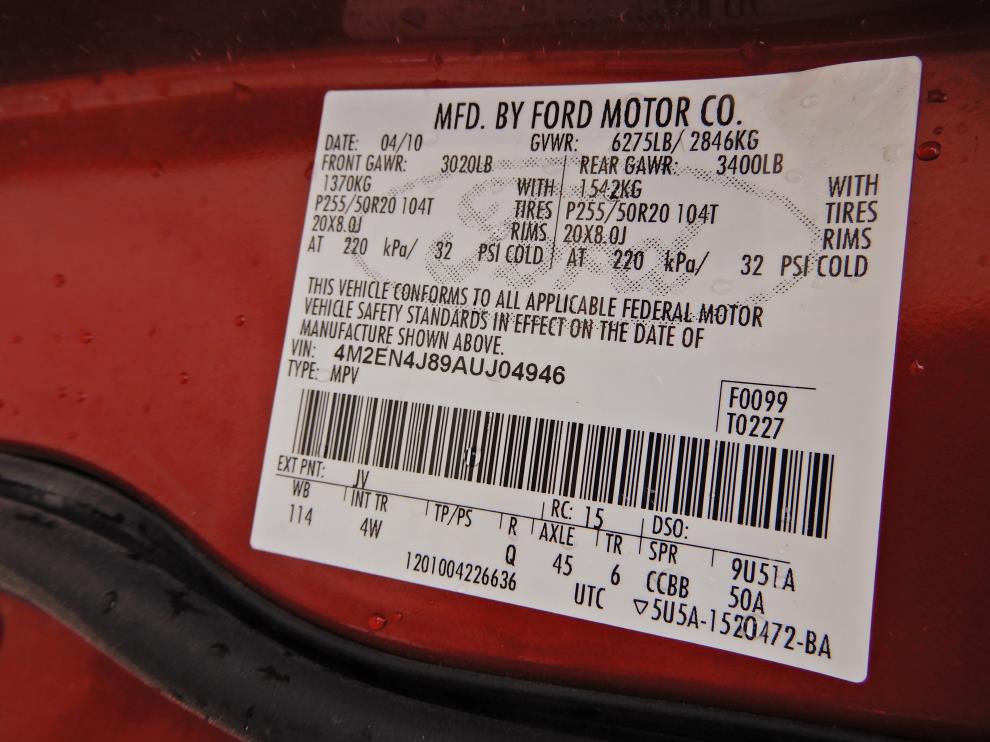 MFD. BY FORD MOTOR CO.
DATE: 04/10 GVWR: 6275LB/ 2846KG
FRONT GAWR: 3020LB REAR GAWR: 3400LB
1370KG WITH 1542KG WITH
P255/50R20 104T TIRES P255/50R20 104T TIRES
20X8.0J RIMS 20X8.0J RIMS
AT 220 kPa/ 32 PSI COLD AT 220 kPa/ 32 PSI COLD
THIS VEHICLE CONFORMS TO ALL APPLICABLE FEDERAL MOTOR
VEHICLE SAFETY STANDARDS IN EFFECT ON THE DATE OF
MANUFACTURE SHOWN ABOVE.
VIN: 4M2EN4J89AUJ04946
TYPE: MPV
F0099
T0227
EXT PNT: JV RC: 15 DSO:
WB INT TR TP/PS R AXLE TR SPR 9U51A
114 4W Q 45 6 CCBB 50A
1201004226636 UTC ▽5U5A-1520472-BA
Ford